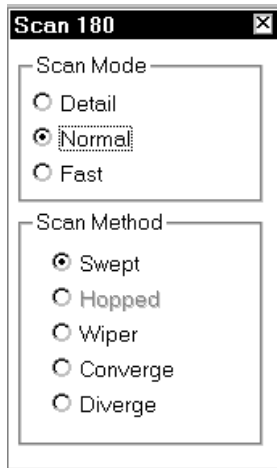 Scan 180
Scan Mode
Detail
Normal
Fast
Scan Method
Swept
Hopped
Wiper
Converge
Diverge